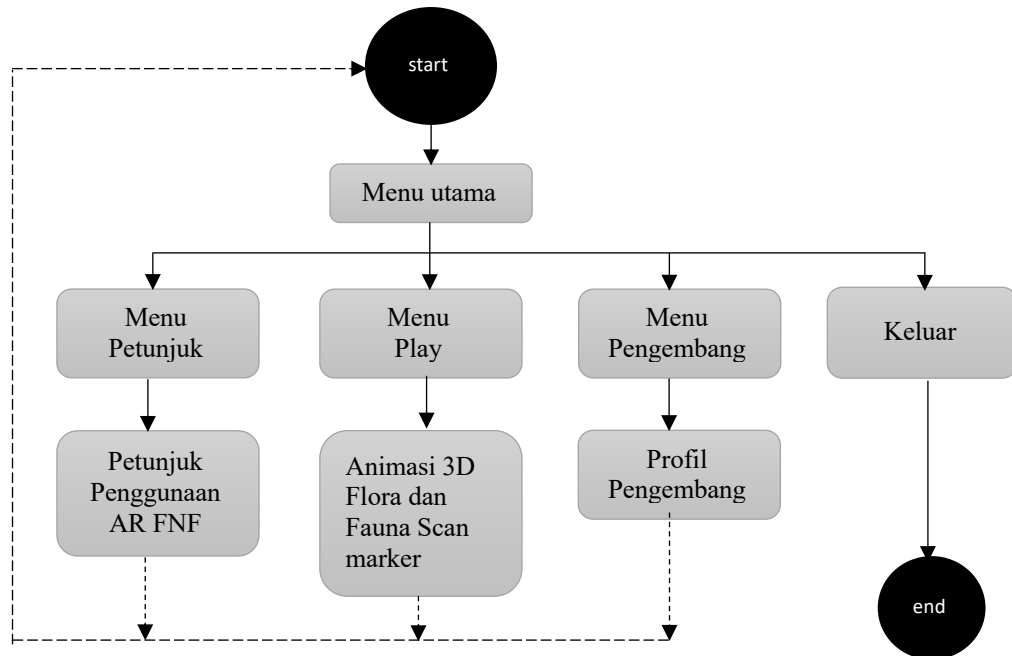 start
Menu utama
Menu
Petunjuk
Menu
Play
Menu
Pengembang
Keluar
Petunjuk
Penggunaan
AR FNF
Animasi 3D
Flora dan
Fauna Scan
marker
Profil
Pengembang
end